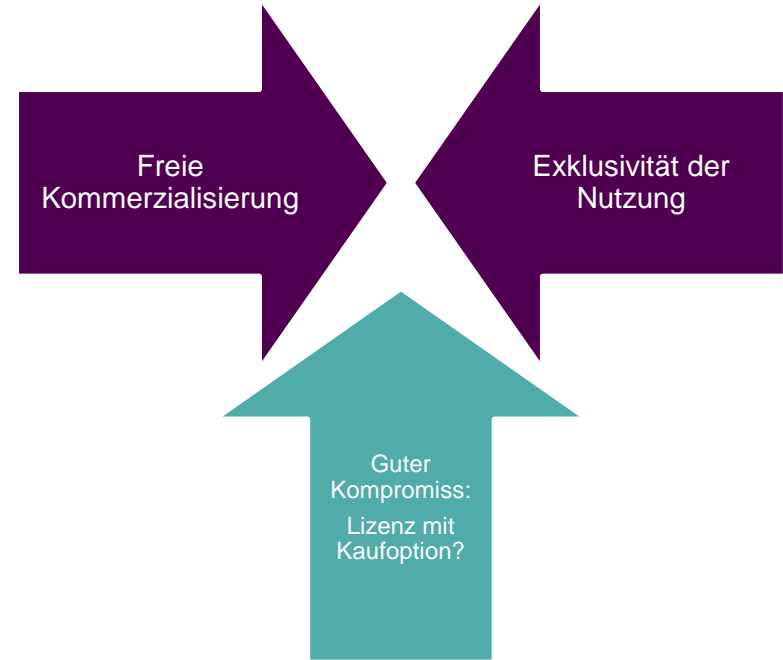 Freie
Kommerzialisierung
Exklusivität der
Nutzung
Guter
Kompromiss:
Lizenz mit
Kaufoption?